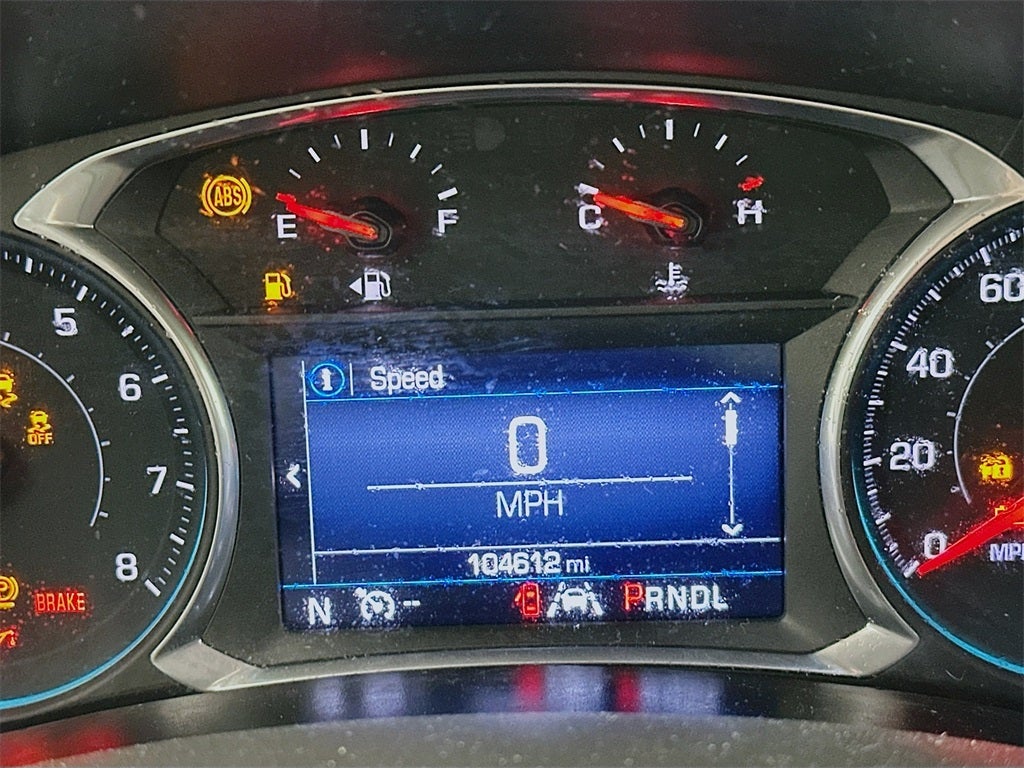 ABS
E F
C H
5
6
7
8
OFF
BRAKE
Speed
0
MPH
104612 mi
N --
PRNDL
60
40
20
0
MPH